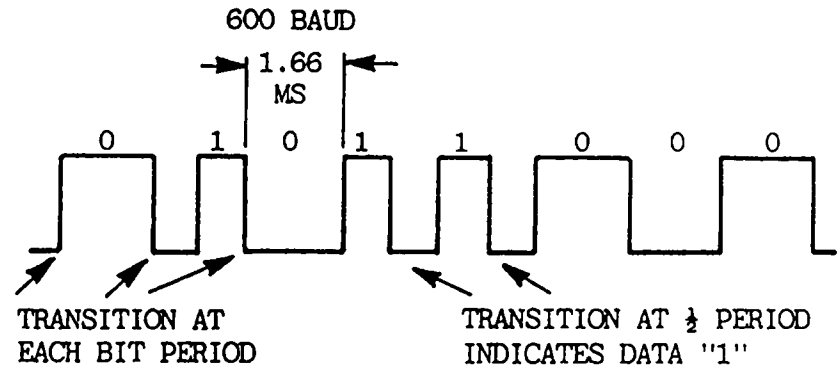 600 BAUD
1.66
MS
0 1 0 1 1 0 0 0
TRANSITION AT
EACH BIT PERIOD
TRANSITION AT ½ PERIOD
INDICATES DATA "1"